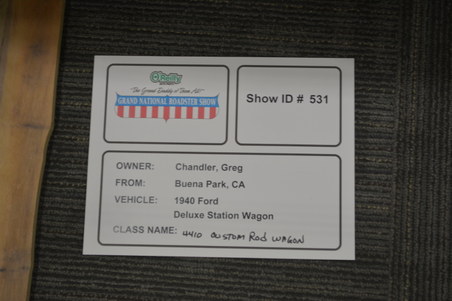 O'Reilly
"The Grand Daddy of Them All"
GRAND NATIONAL ROADSTER SHOW
Show ID # 531
OWNER: Chandler, Greg
FROM: Buena Park, CA
VEHICLE: 1940 Ford
Deluxe Station Wagon
CLASS NAME: 4410 CUSTOM Rod WAGON